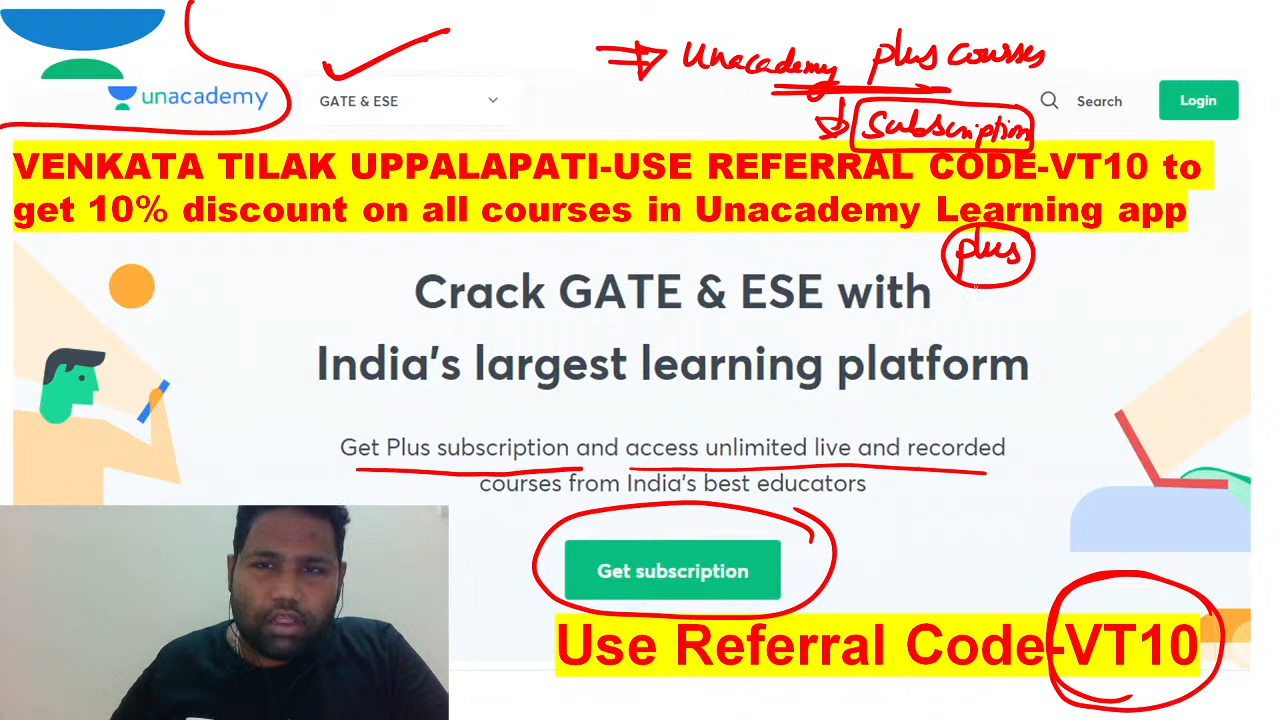 Unacademy plus courses
unacademy
GATE & ESE
Search
Login
Subscription
VENKATA TILAK UPPALAPATI-USE REFERRAL CODE-VT10 to
get 10% discount on all courses in Unacademy Learning app
plus
Crack GATE & ESE with
India's largest learning platform
Get Plus subscription and access unlimited live and recorded
courses from India's best educators
Get subscription
Use Referral Code-VT10